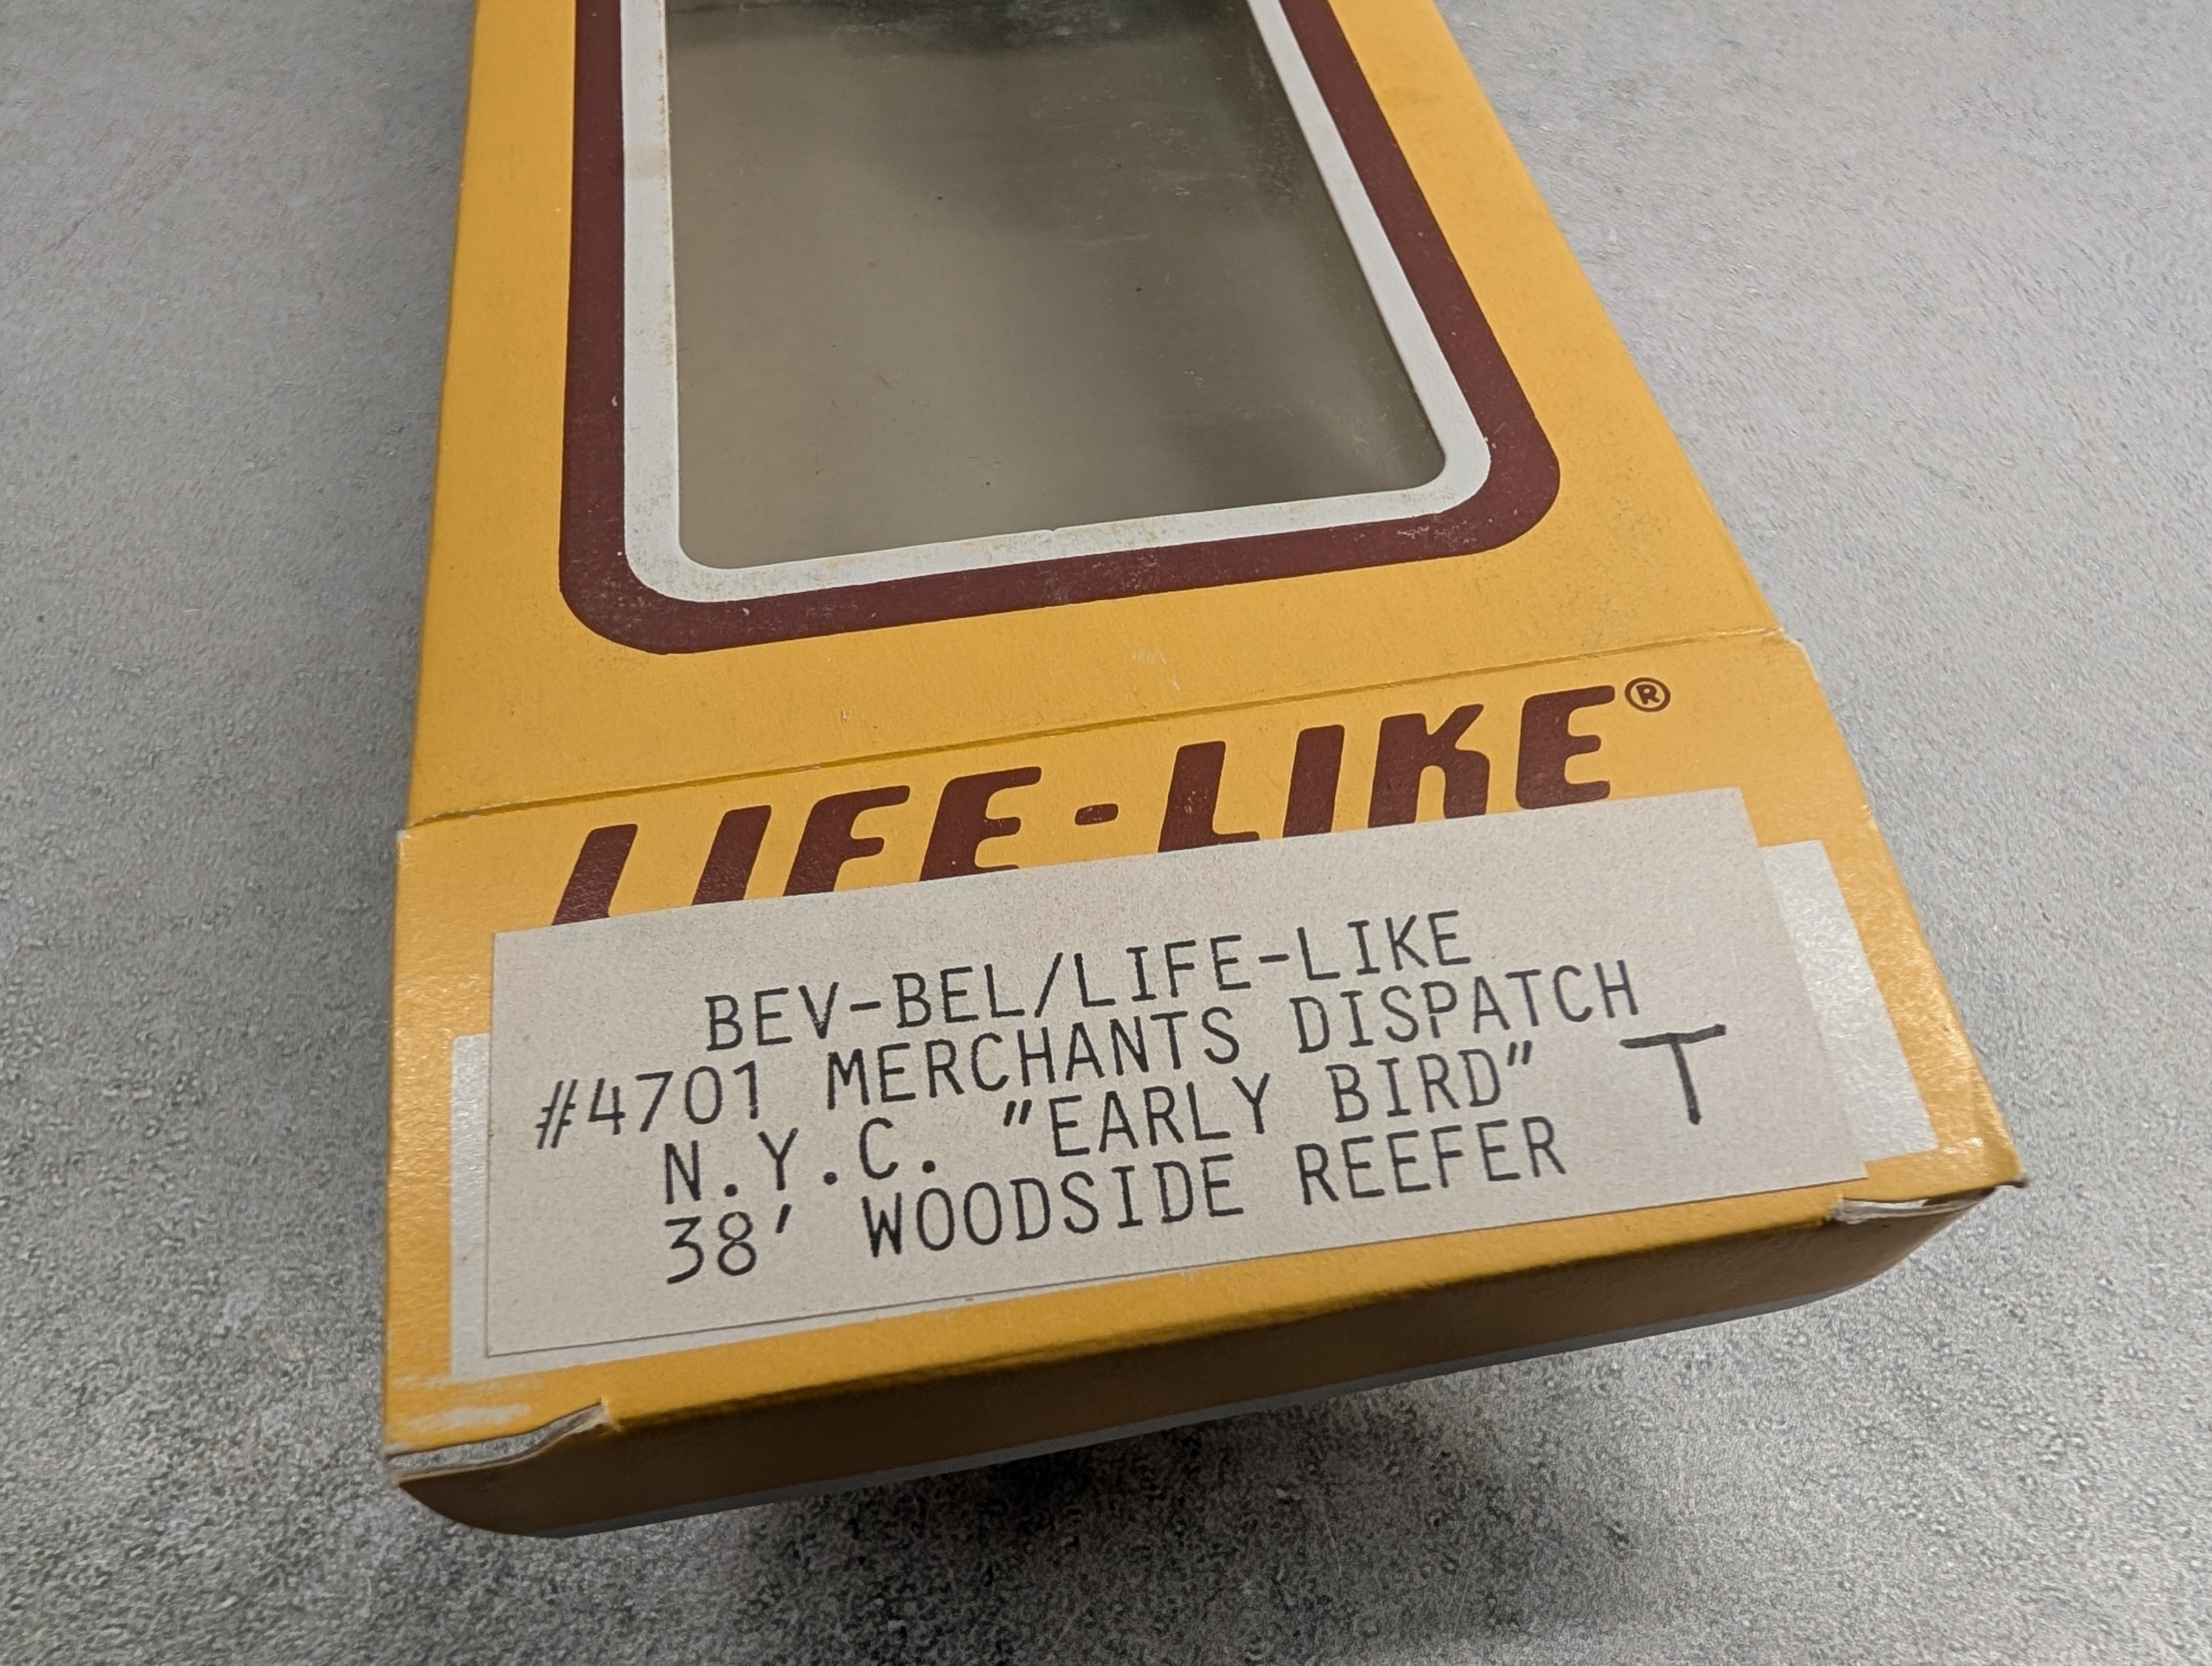 LIFE-LIKE®
BEV-BEL/LIFE-LIKE
#4701 MERCHANTS DISPATCH
N.Y.C. "EARLY BIRD" T
38' WOODSIDE REEFER